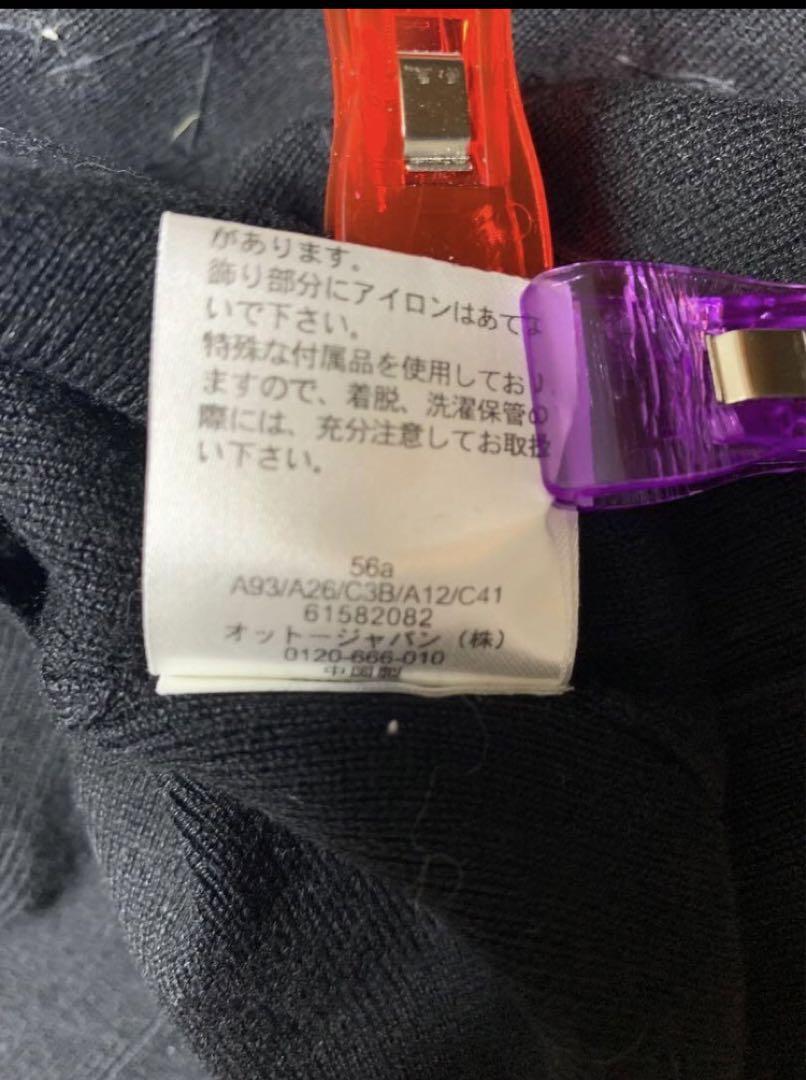 があります。
飾り部分にアイロンはあてな
いで下さい。
特殊な付属品を使用しており
ますので、着脱、洗濯保管の
際には、充分注意してお取扱
い下さい。
56a
A93/A26/C3B/A12/C41
61582082
オットージャパン（株）
0120-666-010
中国製